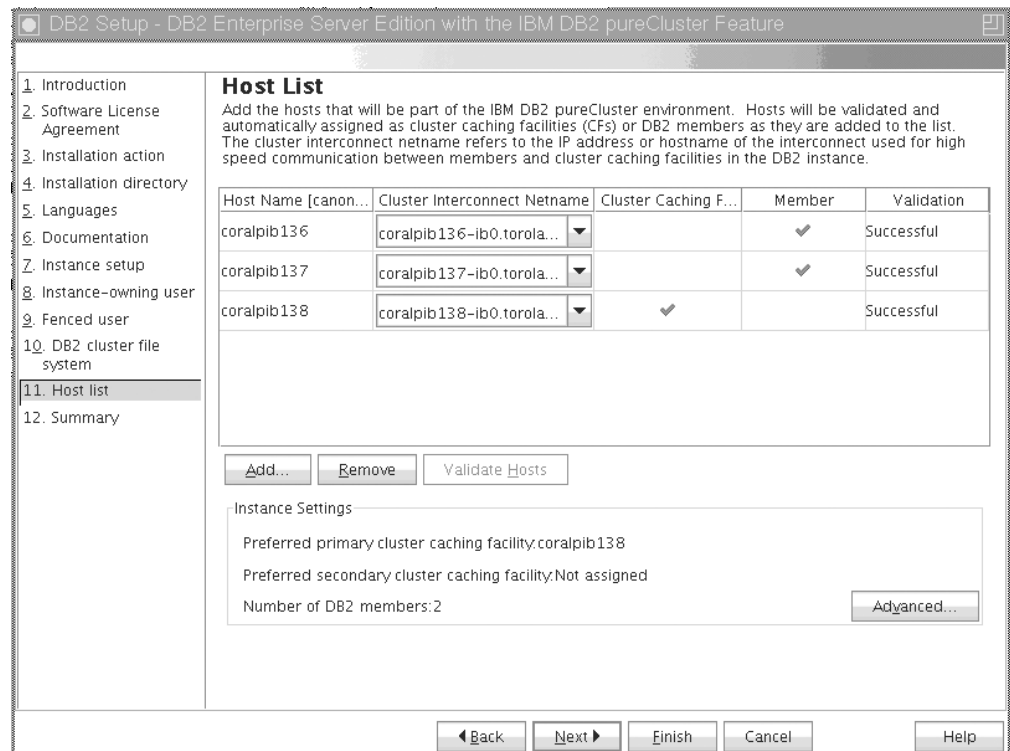 DB2 Setup - DB2 Enterprise Server Edition with the IBM DB2 pureCluster Feature
1. Introduction
2. Software License
Agreement
3. Installation action
4. Installation directory
5. Languages
6. Documentation
7. Instance setup
8. Instance-owning user
9. Fenced user
10. DB2 cluster file
system
11. Host list
12. Summary
Host List
Add the hosts that will be part of the IBM DB2 pureCluster environment. Hosts will be validated and
automatically assigned as cluster caching facilities (CFs) or DB2 members as they are added to the list.
The cluster interconnect netname refers to the IP address or hostname of the interconnect used for high
speed communication between members and cluster caching facilities in the DB2 instance.
Host Name [canon... Cluster Interconnect Netname Cluster Caching F... Member Validation
coralpib136 coralpib136-ib0.torola... Successful
coralpib137 coralpib137-ib0.torola... Successful
coralpib138 coralpib138-ib0.torola... Successful
Add... Remove Validate Hosts
Instance Settings
Preferred primary cluster caching facility:coralpib138
Preferred secondary cluster caching facility:Not assigned
Number of DB2 members:2
Advanced...
Back Next Finish Cancel Help